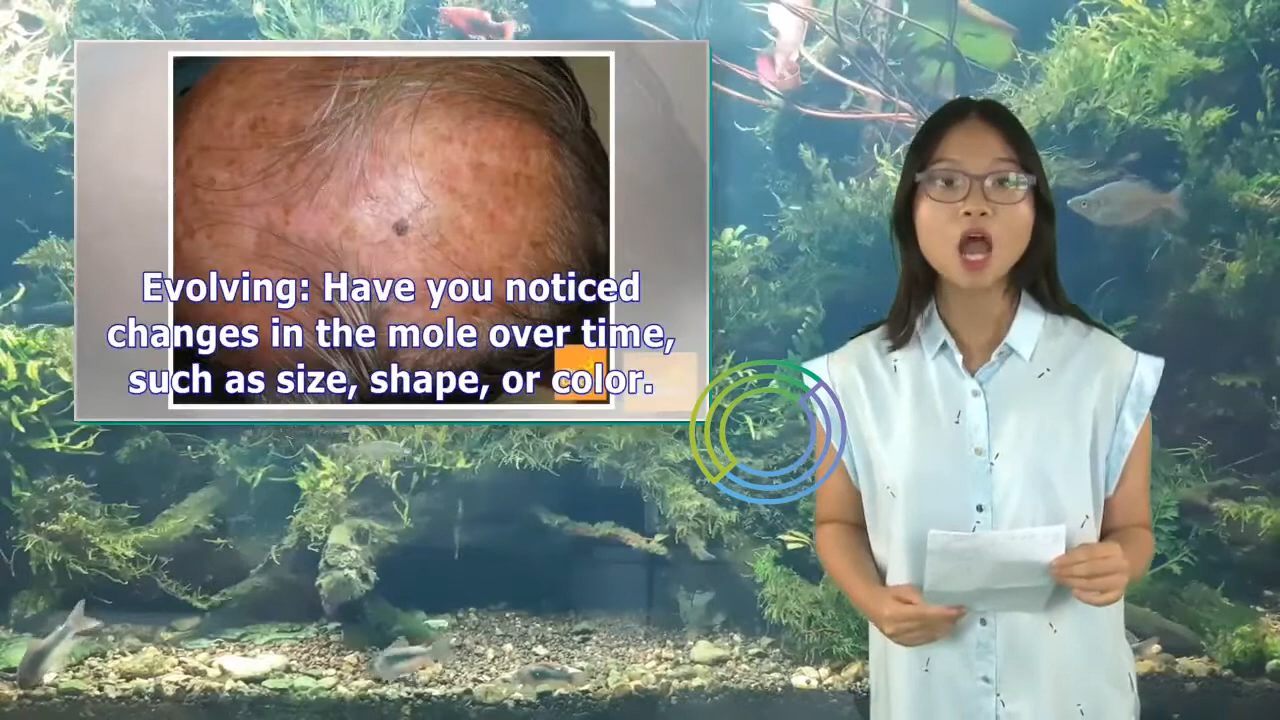 Evolving: Have you noticed
changes in the mole over time,
such as size, shape, or color.